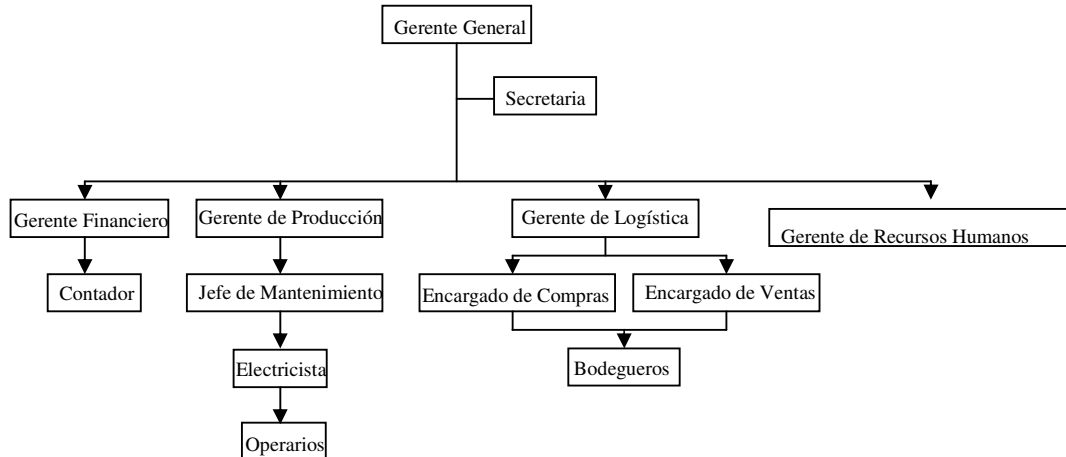 Gerente General
Secretaria
Gerente Financiero
Gerente de Producción
Gerente de Logística
Gerente de Recursos Humanos
Contador
Jefe de Mantenimiento
Encargado de Compras
Encargado de Ventas
Electricista
Bodegueros
Operarios